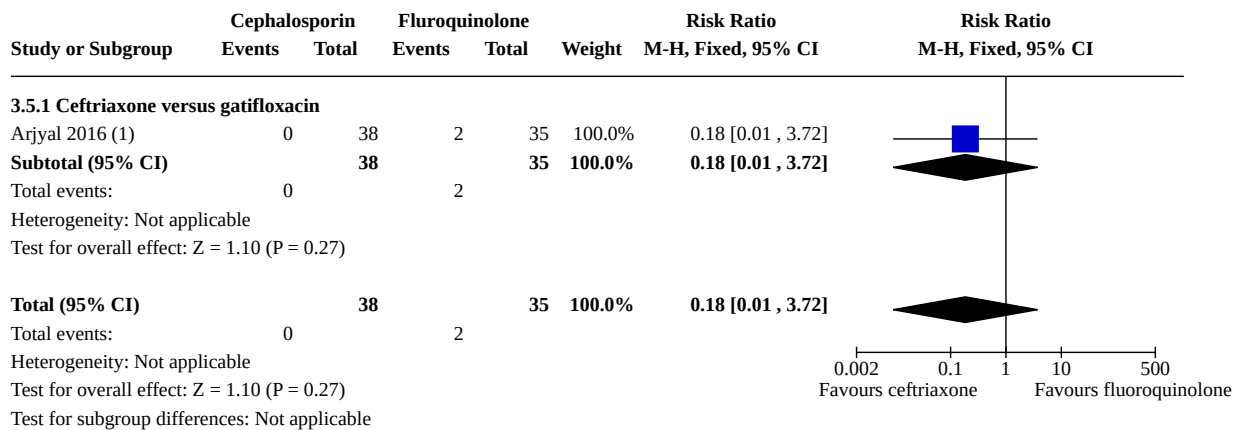 Cephalosporin Fluroquinolone Risk Ratio Risk Ratio
Study or Subgroup Events Total Events Total Weight M-H, Fixed, 95% CI M-H, Fixed, 95% CI
3.5.1 Ceftriaxone versus gatifloxacin
Arjyal 2016 (1) 0 38 2 35 100.0% 0.18 [0.01 , 3.72]
Subtotal (95% CI) 38 35 100.0% 0.18 [0.01 , 3.72]
Total events: 0 2
Heterogeneity: Not applicable
Test for overall effect: Z = 1.10 (P = 0.27)
Total (95% CI) 38 35 100.0% 0.18 [0.01 , 3.72]
Total events: 0 2
Heterogeneity: Not applicable
0.002 0.1 1 10 500
Test for overall effect: Z = 1.10 (P = 0.27) Favours ceftriaxone Favours fluoroquinolone
Test for subgroup differences: Not applicable